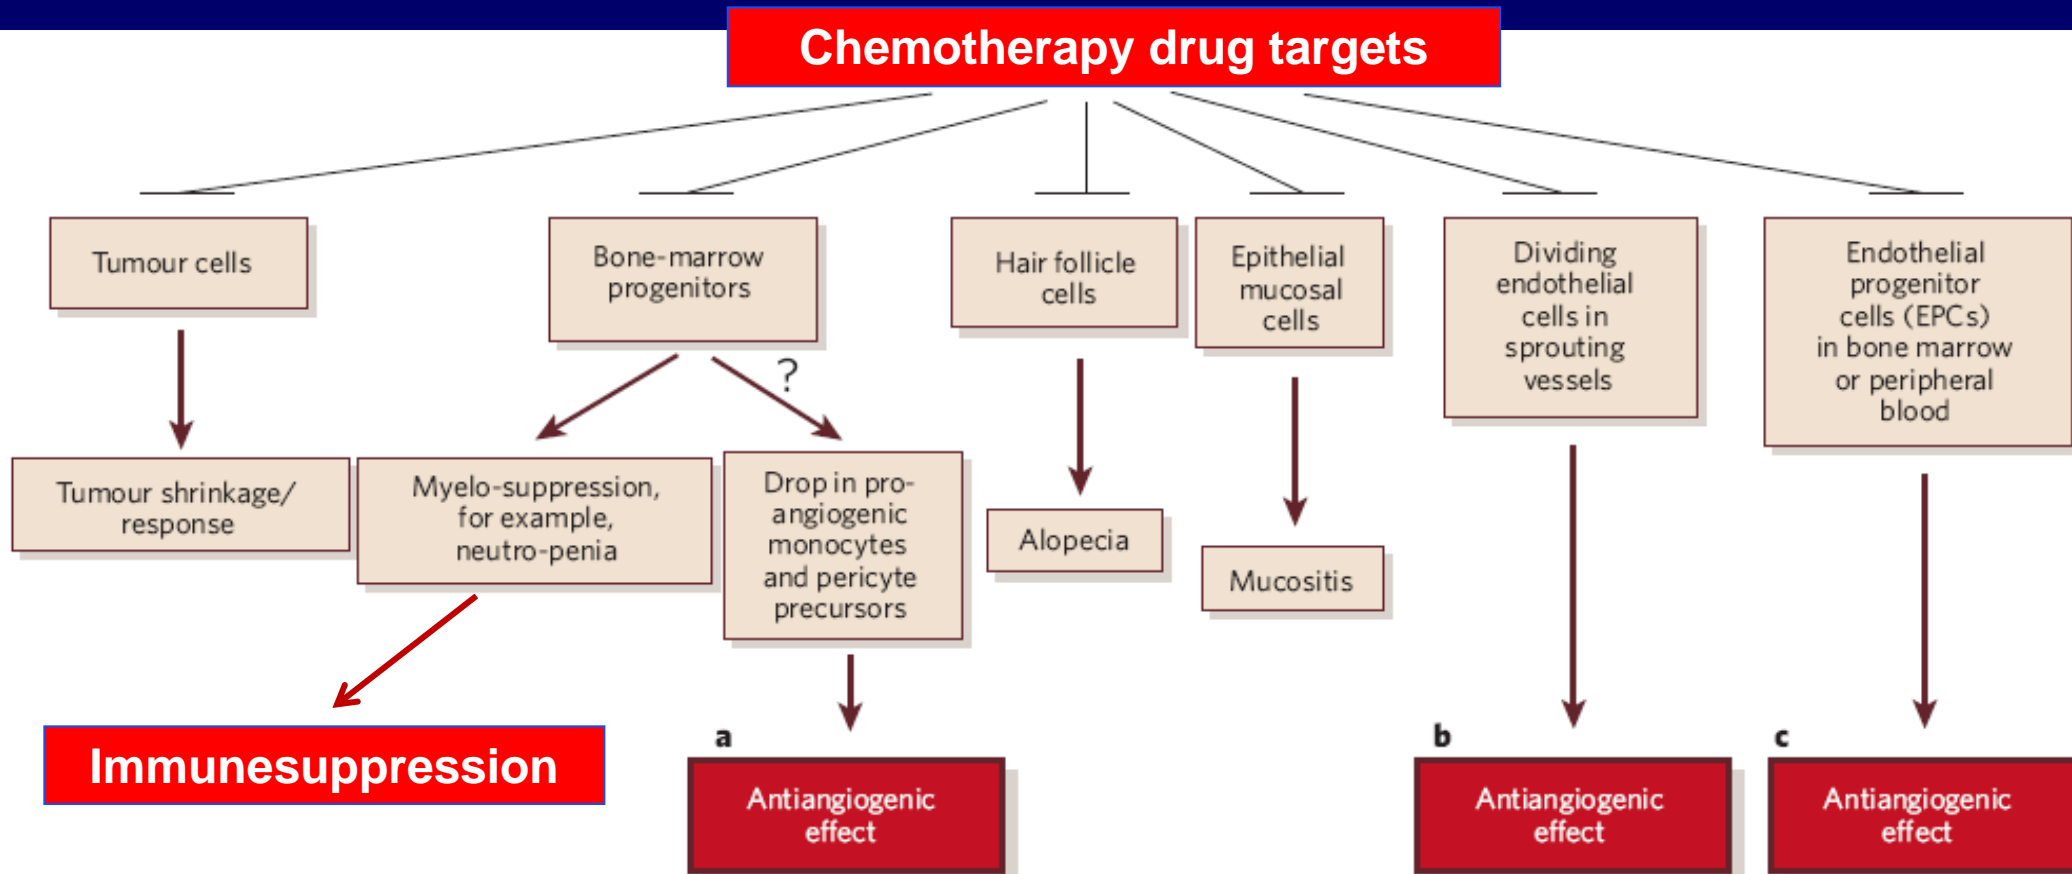 Chemotherapy drug targets
Tumour cells
Bone-marrow
progenitors
Hair follicle
cells
Epithelial
mucosal
cells
Dividing
endothelial
cells in
sprouting
vessels
Endothelial
progenitor
cells (EPCs)
in bone marrow
or peripheral
blood
?
Tumour shrinkage/
response
Myelo-suppression,
for example,
neutro-penia
Drop in pro-
angiogenic
monocytes
and pericyte
precursors
Alopecia
Mucositis
Immunesuppression
a
Antiangiogenic
effect
b
Antiangiogenic
effect
c
Antiangiogenic
effect